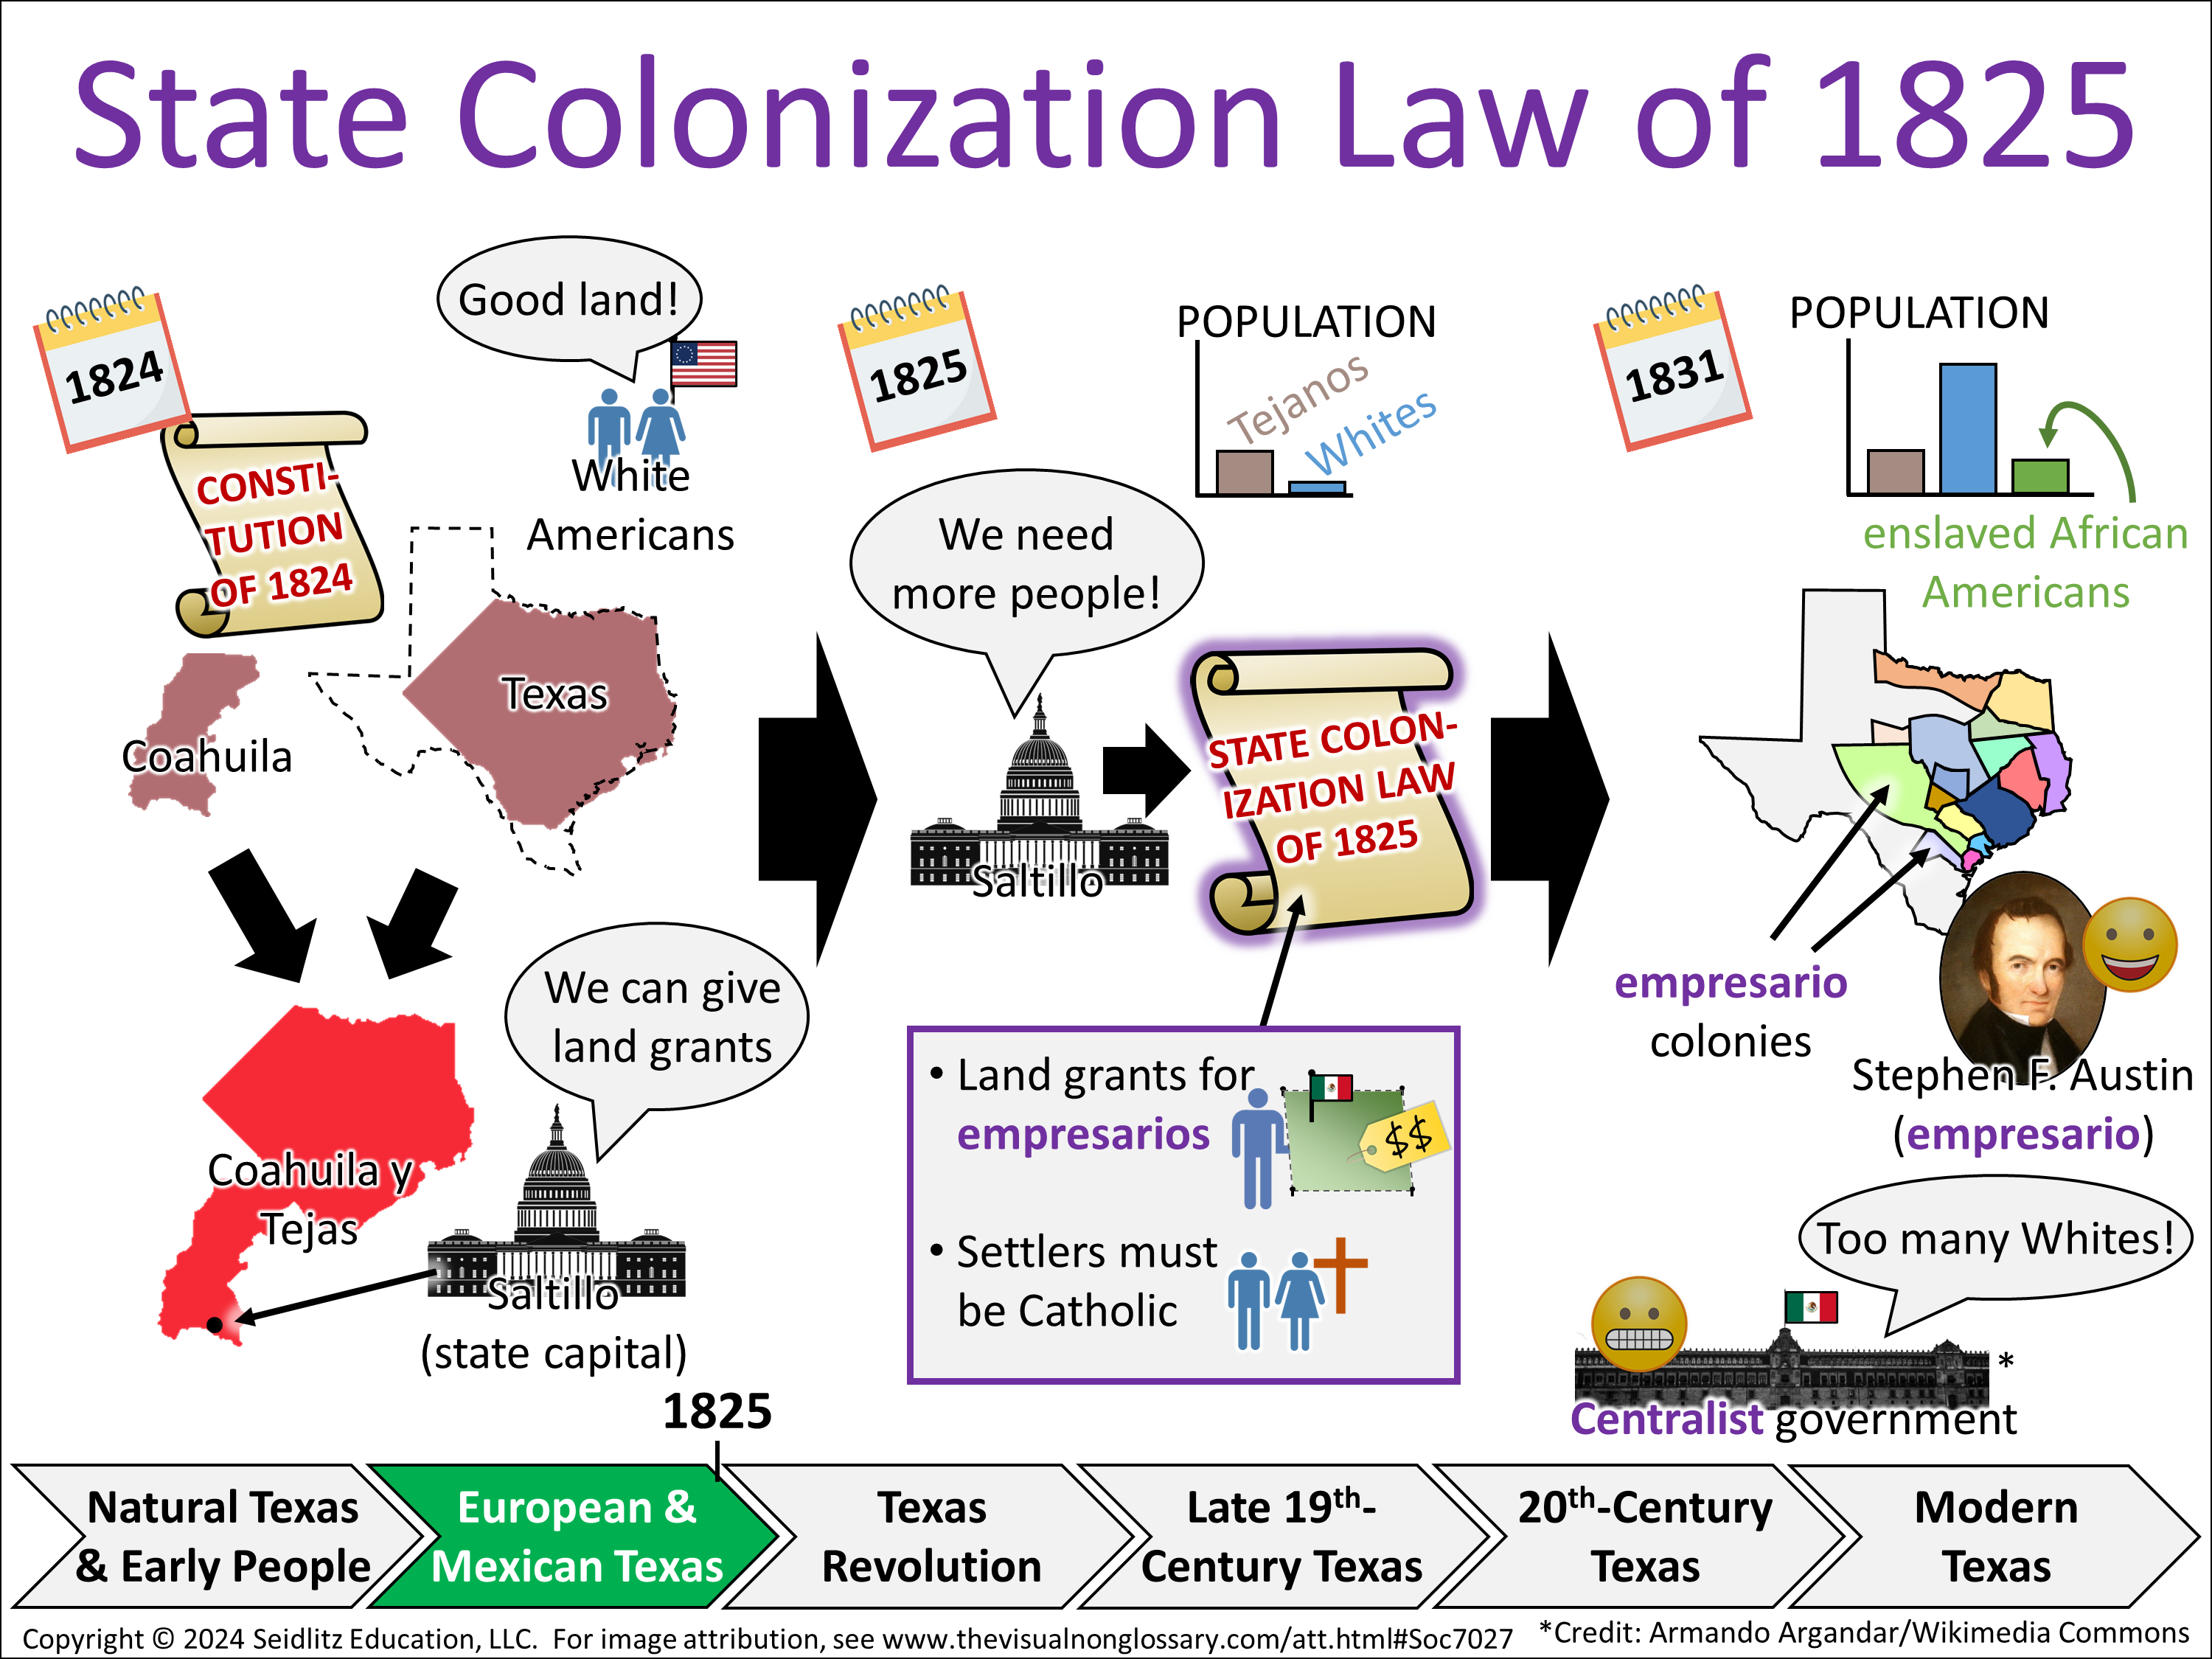 State Colonization Law of 1825
1824
CONSTI-
TUTION
OF 1824
Good land!
White
Americans
Coahuila
Texas
Coahuila y
Tejas
We can give
land grants
Saltillo
(state capital)
1825
POPULATION
Tejanos
Whites
We need
more people!
Saltillo
STATE COLON-
IZATION LAW
OF 1825
• Land grants for
empresarios
$$
• Settlers must
be Catholic
1831
POPULATION
enslaved African
Americans
empresario
colonies
Stephen F. Austin
(empresario)
Too many Whites!
*
Centralist government
1825
Natural Texas
& Early People
European &
Mexican Texas
Texas
Revolution
Late 19th-
Century Texas
20th-Century
Texas
Modern
Texas
Copyright © 2024 Seidlitz Education, LLC. For image attribution, see www.thevisualnonglossary.com/att.html#Soc7027
*Credit: Armando Argandar/Wikimedia Commons